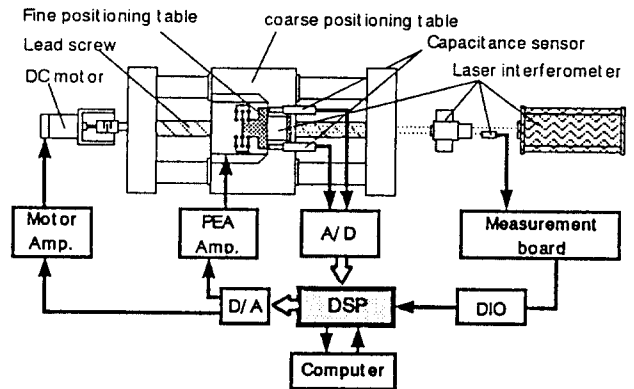 Fine positioning table
coarse positioning table
Lead screw
Capacitance sensor
DC motor
Laser interferometer
Motor
Amp.
PEA
Amp.
A/D
Measurement
board
D/A
DSP
DIO
Computer